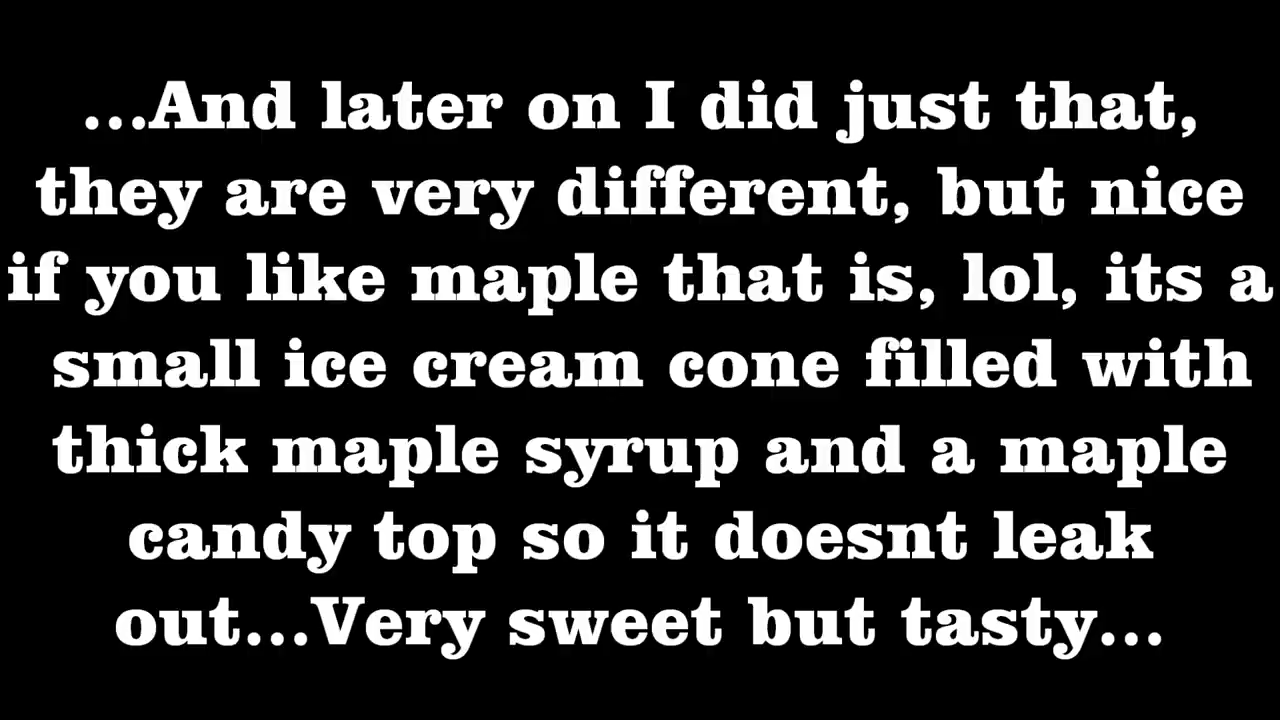 ...And later on I did just that,
they are very different, but nice
if you like maple that is, lol, its a
small ice cream cone filled with
thick maple syrup and a maple
candy top so it doesnt leak
out...Very sweet but tasty...